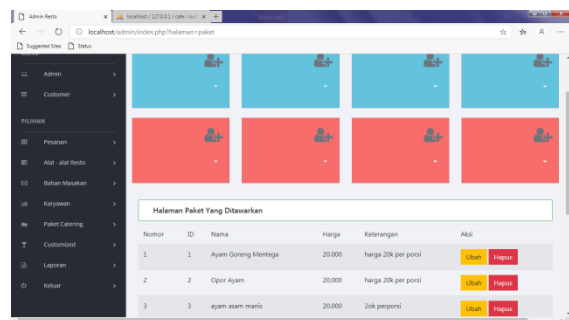 Admin Resto
localhost / 127.0.0.1 / cafe /
localhost/admin/index.php?halaman=paket
Suggested Sites
Status
Admin
Customer
PILIHAN
Pesanan
Alat - alat Resto
Bahan Masakan
Karyawan
Paket Catering
Customized
Laporan
Keluar
Halaman Paket Yang Ditawarkan
Nomor ID Nama Harga Keterangan Aksi
1 1 Ayam Goreng Mentega 20.000 harga 20k per porsi Ubah Hapus
2 2 Opor Ayam 20.000 harga 20k per porsi Ubah Hapus
3 3 ayam asam manis 20.000 2ok perporsi Ubah Hapus